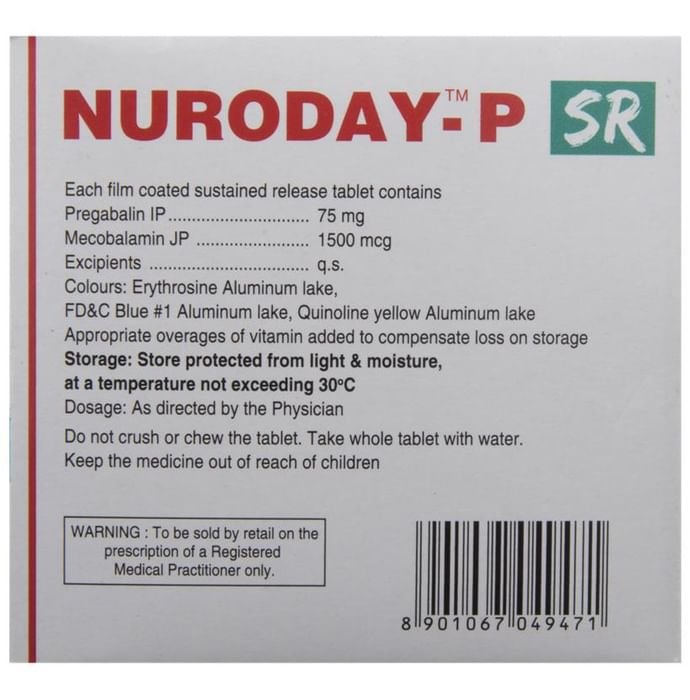 NURODAY™-P SR
Each film coated sustained release tablet contains
Pregabalin IP............................. 75 mg
Mecobalamin JP ....................... 1500 mcg
Excipients ................................. q.s.
Colours: Erythrosine Aluminum lake,
FD&C Blue #1 Aluminum lake, Quinoline yellow Aluminum lake
Appropriate overages of vitamin added to compensate loss on storage
Storage: Store protected from light & moisture,
at a temperature not exceeding 30ºC
Dosage: As directed by the Physician
Do not crush or chew the tablet. Take whole tablet with water.
Keep the medicine out of reach of children
WARNING : To be sold by retail on the
prescription of a Registered
Medical Practitioner only.
8 901067 049471